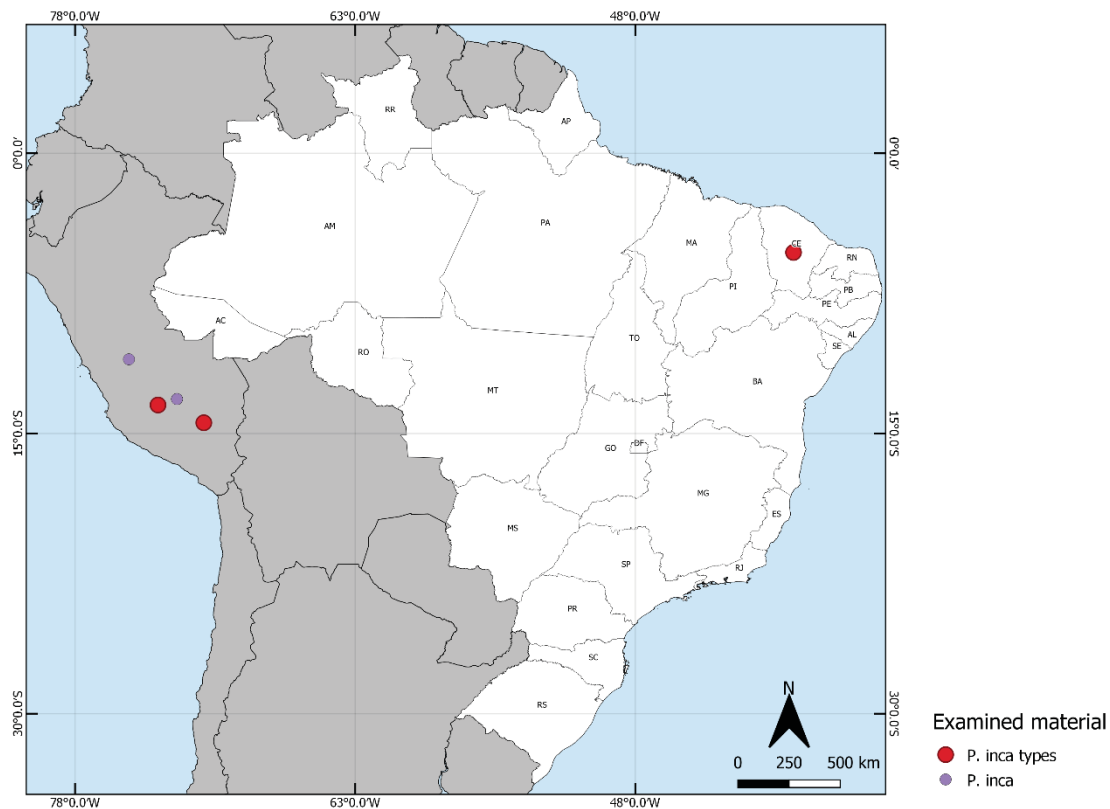 78°0.0′W 63°0.0′W 48°0.0′W
RR
AP
0°0.0′ 0°0.0′
AM PA MA CE
RN
PI PB
PE
AC
RO TO AL
SE
MT BA
15°0.0′S 15°0.0′S
GO DF
MG
MS ES
SP RJ
PR
SC
RS
N
30°0.0′S 30°0.0′S
Examined material
0 250 500 km
P. inca types
P. inca
78°0.0′W 63°0.0′W 48°0.0′W